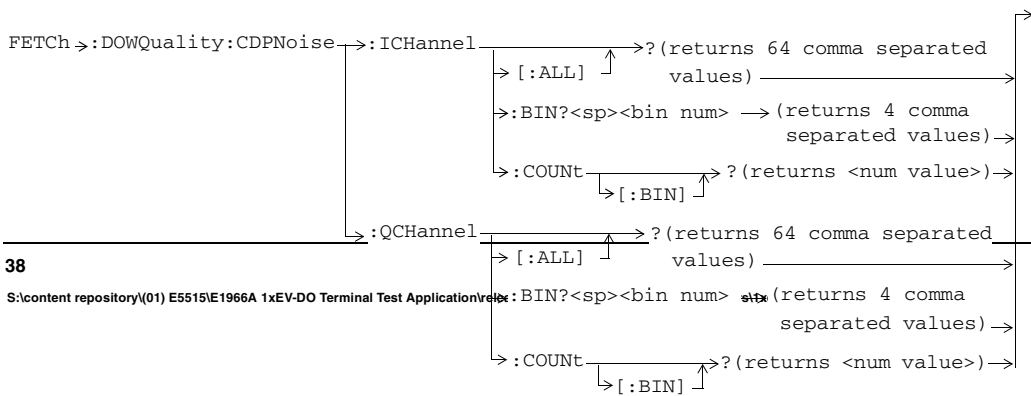 FETCh :DOWQuality:CDPNoise :ICHannel ?(returns 64 comma separated
[:ALL] values)
:BIN?<sp><bin num> (returns 4 comma
separated values)
:COUNt ?(returns <num value>)
[:BIN]
:QCHannel ?(returns 64 comma separated
38
[:ALL] values)
S:\content repository\(01) E5515\E1966A 1xEV-DO Terminal Test Application\ :BIN?<sp><bin num> (returns 4 comma
separated values)
:COUNt ?(returns <num value>)
[:BIN]